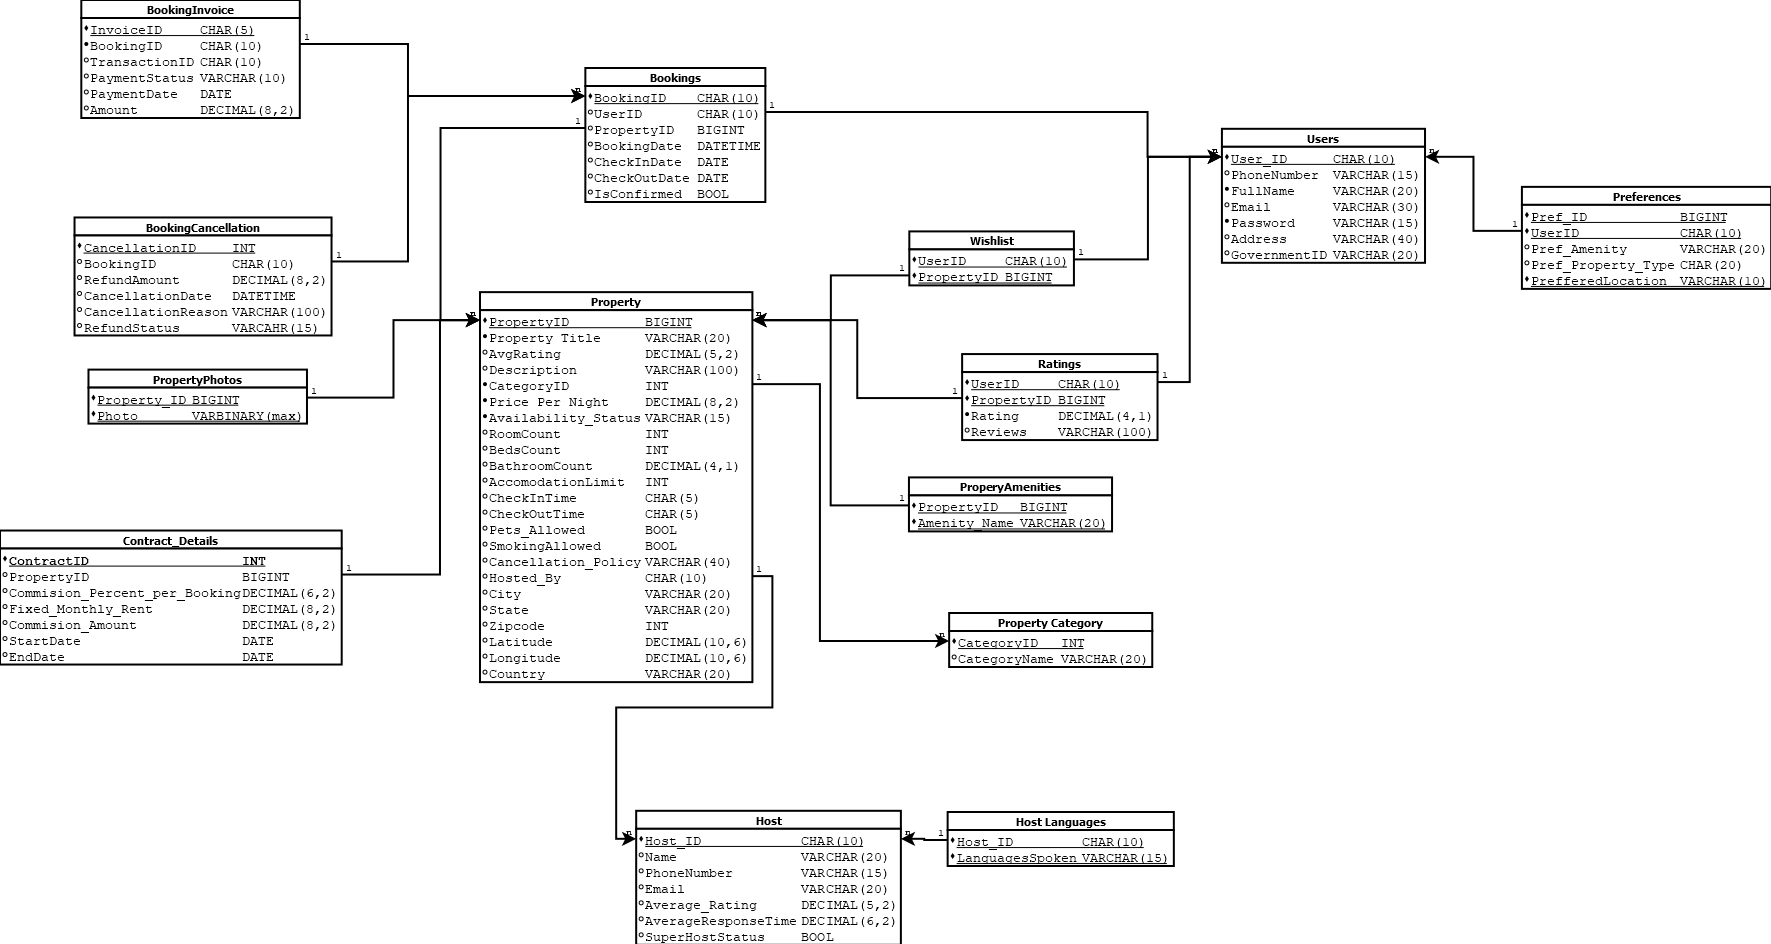 BookingInvoice
InvoiceID CHAR(5)
BookingID CHAR(10)
TransactionID CHAR(10)
PaymentStatus VARCHAR(10)
PaymentDate DATE
Amount DECIMAL(8,2)
1
Bookings
n
BookingID CHAR(10)
UserID CHAR(10)
PropertyID BIGINT
BookingDate DATETIME
CheckInDate DATE
CheckOutDate DATE
IsConfirmed BOOL
1
1
Users
n
User_ID CHAR(10)
PhoneNumber VARCHAR(15)
FullName VARCHAR(20)
Email VARCHAR(30)
Password VARCHAR(15)
Address VARCHAR(40)
GovernmentID VARCHAR(20)
n
Preferences
Pref_ID BIGINT
UserID CHAR(10)
Pref_Amenity VARCHAR(20)
Pref_Property_Type CHAR(20)
PrefferedLocation VARCHAR(10)
1
BookingCancellation
CancellationID INT
BookingID CHAR(10)
RefundAmount DECIMAL(8,2)
CancellationDate DATETIME
CancellationReason VARCHAR(100)
RefundStatus VARCAHR(15)
1
Wishlist
UserID CHAR(10)
PropertyID BIGINT
1
1
Property
n
PropertyID BIGINT
n
Property Title VARCHAR(20)
AvgRating DECIMAL(5,2)
Description VARCHAR(100)
CategoryID INT
Price Per Night DECIMAL(8,2)
Availability_Status VARCHAR(15)
RoomCount INT
BedsCount INT
BathroomCount DECIMAL(4,1)
AccomodationLimit INT
CheckInTime CHAR(5)
CheckOutTime CHAR(5)
Pets_Allowed BOOL
SmokingAllowed BOOL
Cancellation_Policy VARCHAR(40)
Hosted_By CHAR(10)
City VARCHAR(20)
State VARCHAR(20)
Zipcode INT
Latitude DECIMAL(10,6)
Longitude DECIMAL(10,6)
Country VARCHAR(20)
1
1
PropertyPhotos
Property_ID BIGINT
Photo VARBINARY(max)
1
Ratings
UserID CHAR(10)
PropertyID BIGINT
Rating DECIMAL(4,1)
Reviews VARCHAR(100)
1
1
ProperyAmenities
PropertyID BIGINT
Amenity_Name VARCHAR(20)
1
Contract_Details
ContractID INT
PropertyID BIGINT
Commision_Percent_per_Booking DECIMAL(6,2)
Fixed_Monthly_Rent DECIMAL(8,2)
Commision_Amount DECIMAL(8,2)
StartDate DATE
EndDate DATE
1
Property Category
n
CategoryID INT
CategoryName VARCHAR(20)
Host
n
Host_ID CHAR(10)
Name VARCHAR(20)
PhoneNumber VARCHAR(15)
Email VARCHAR(20)
Average_Rating DECIMAL(5,2)
AverageResponseTime DECIMAL(6,2)
SuperHostStatus BOOL
n
1
Host Languages
Host_ID CHAR(10)
LanguagesSpoken VARCHAR(15)